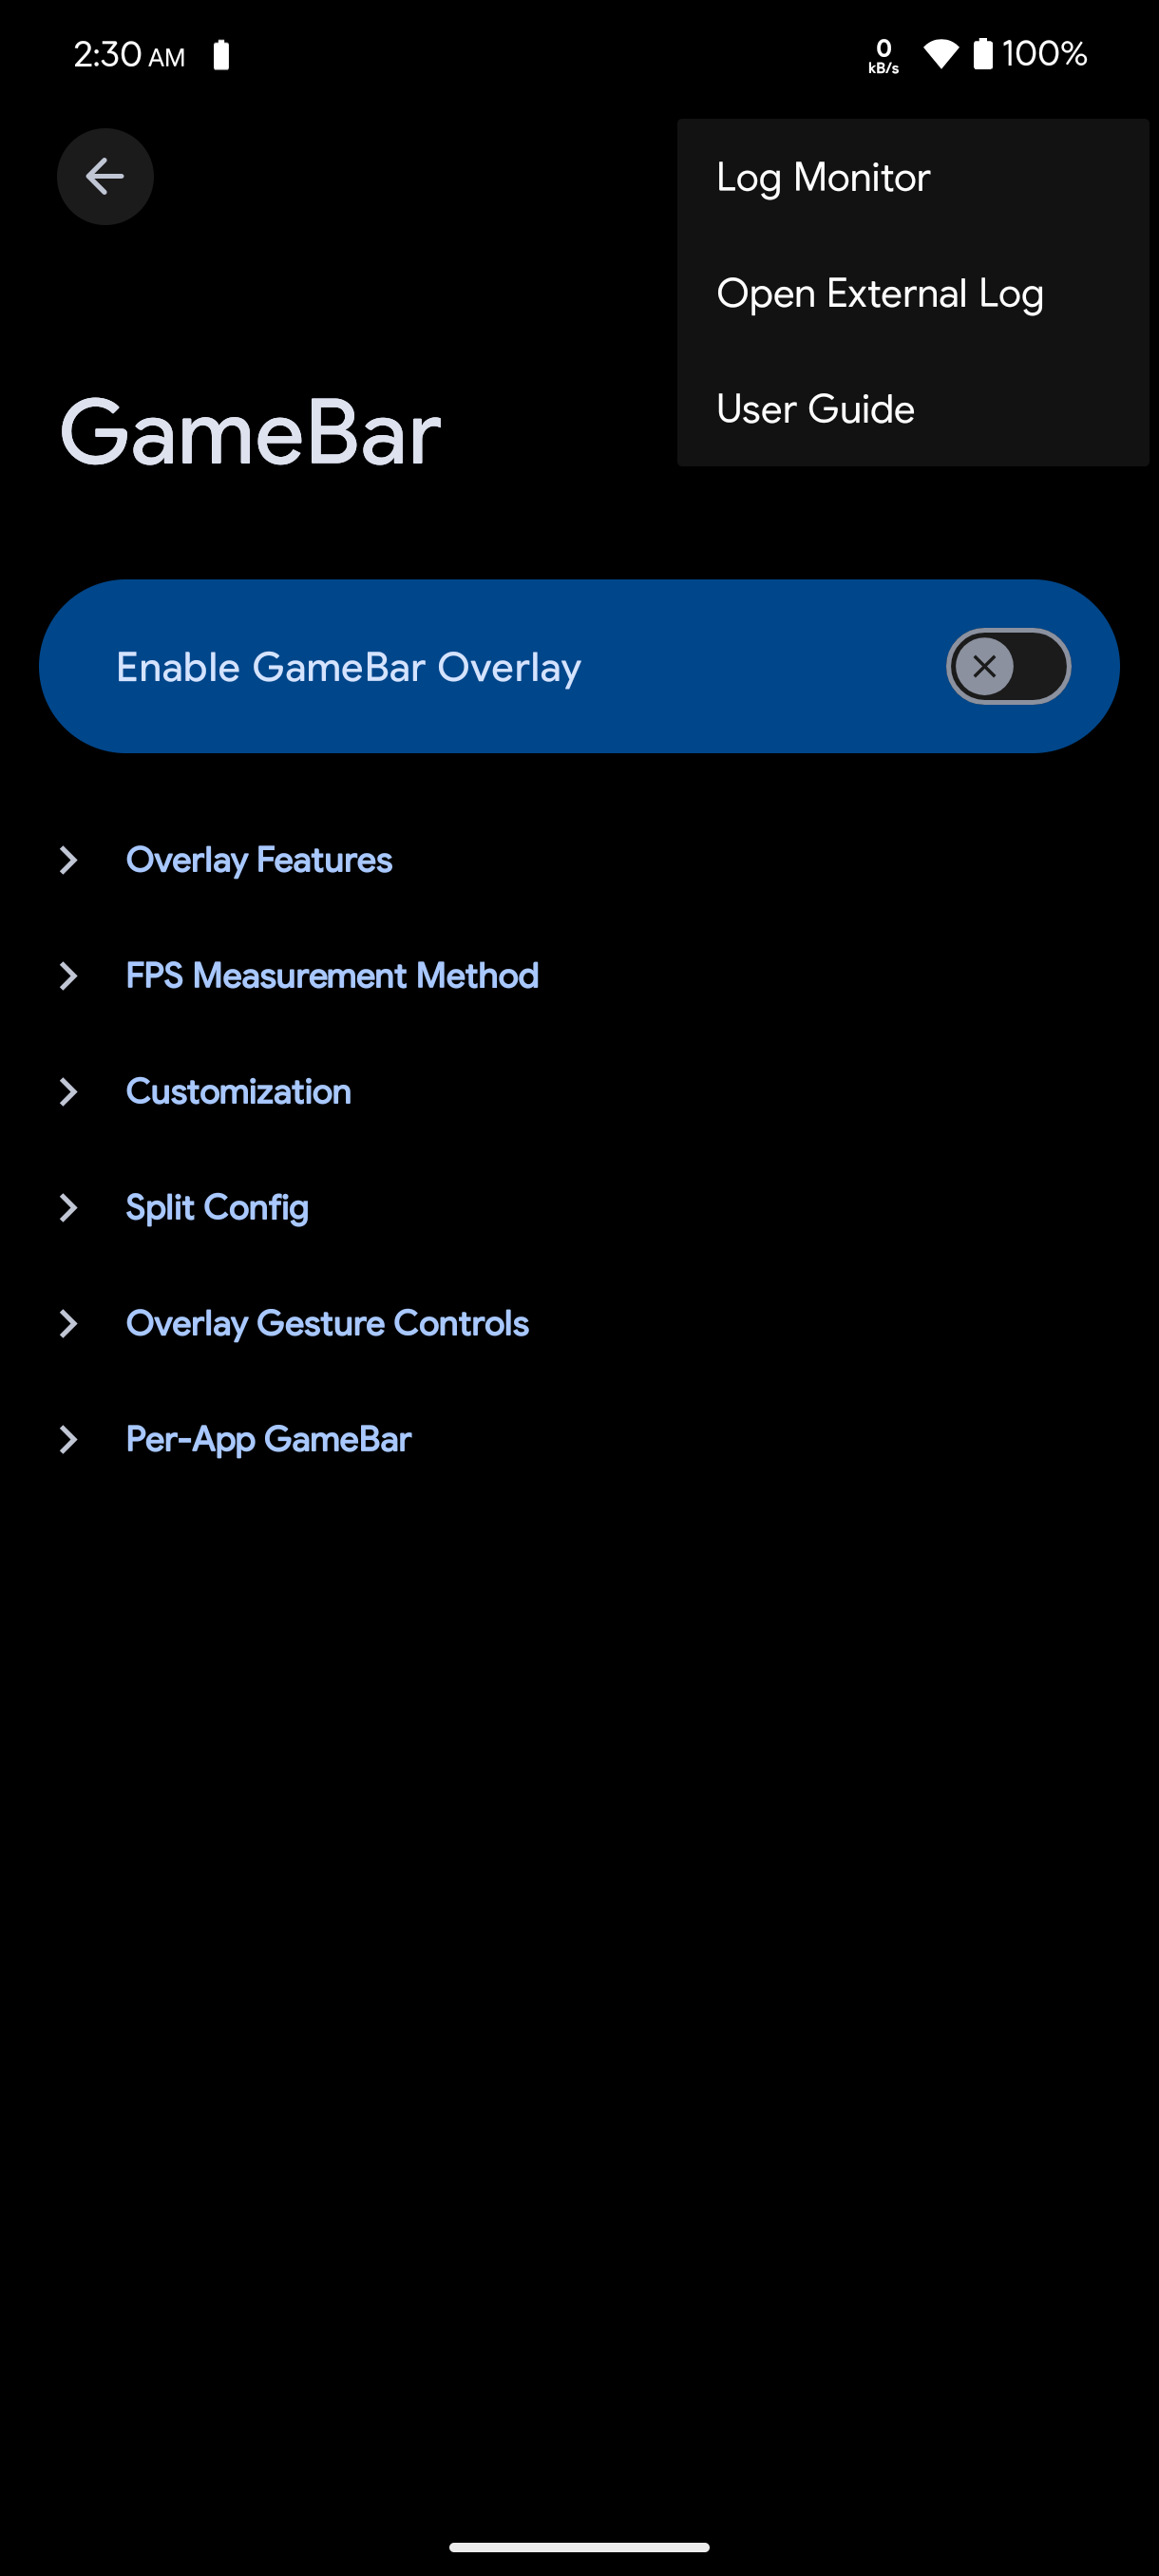 2:30 AM
0
kB/s
100%
Log Monitor
Open External Log
User Guide
GameBar
Enable GameBar Overlay
Overlay Features
FPS Measurement Method
Customization
Split Config
Overlay Gesture Controls
Per-App GameBar